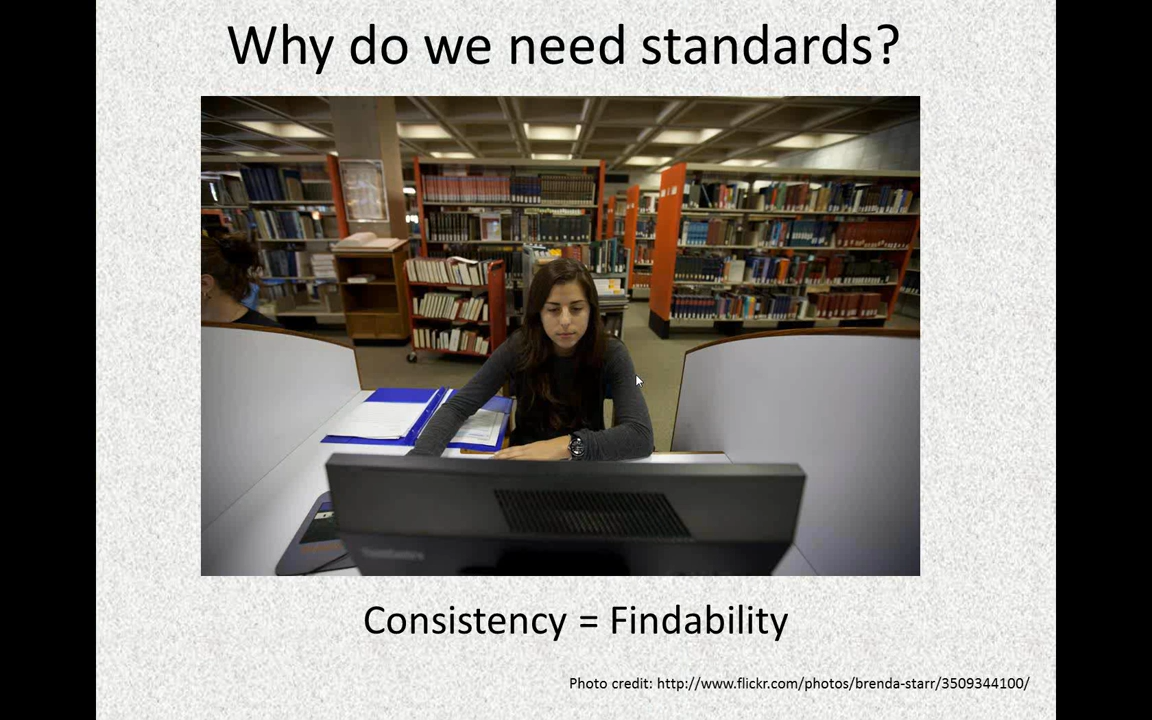 Why do we need standards?
Consistency = Findability
Photo credit: http://www.flickr.com/photos/brenda-starr/3509344100/